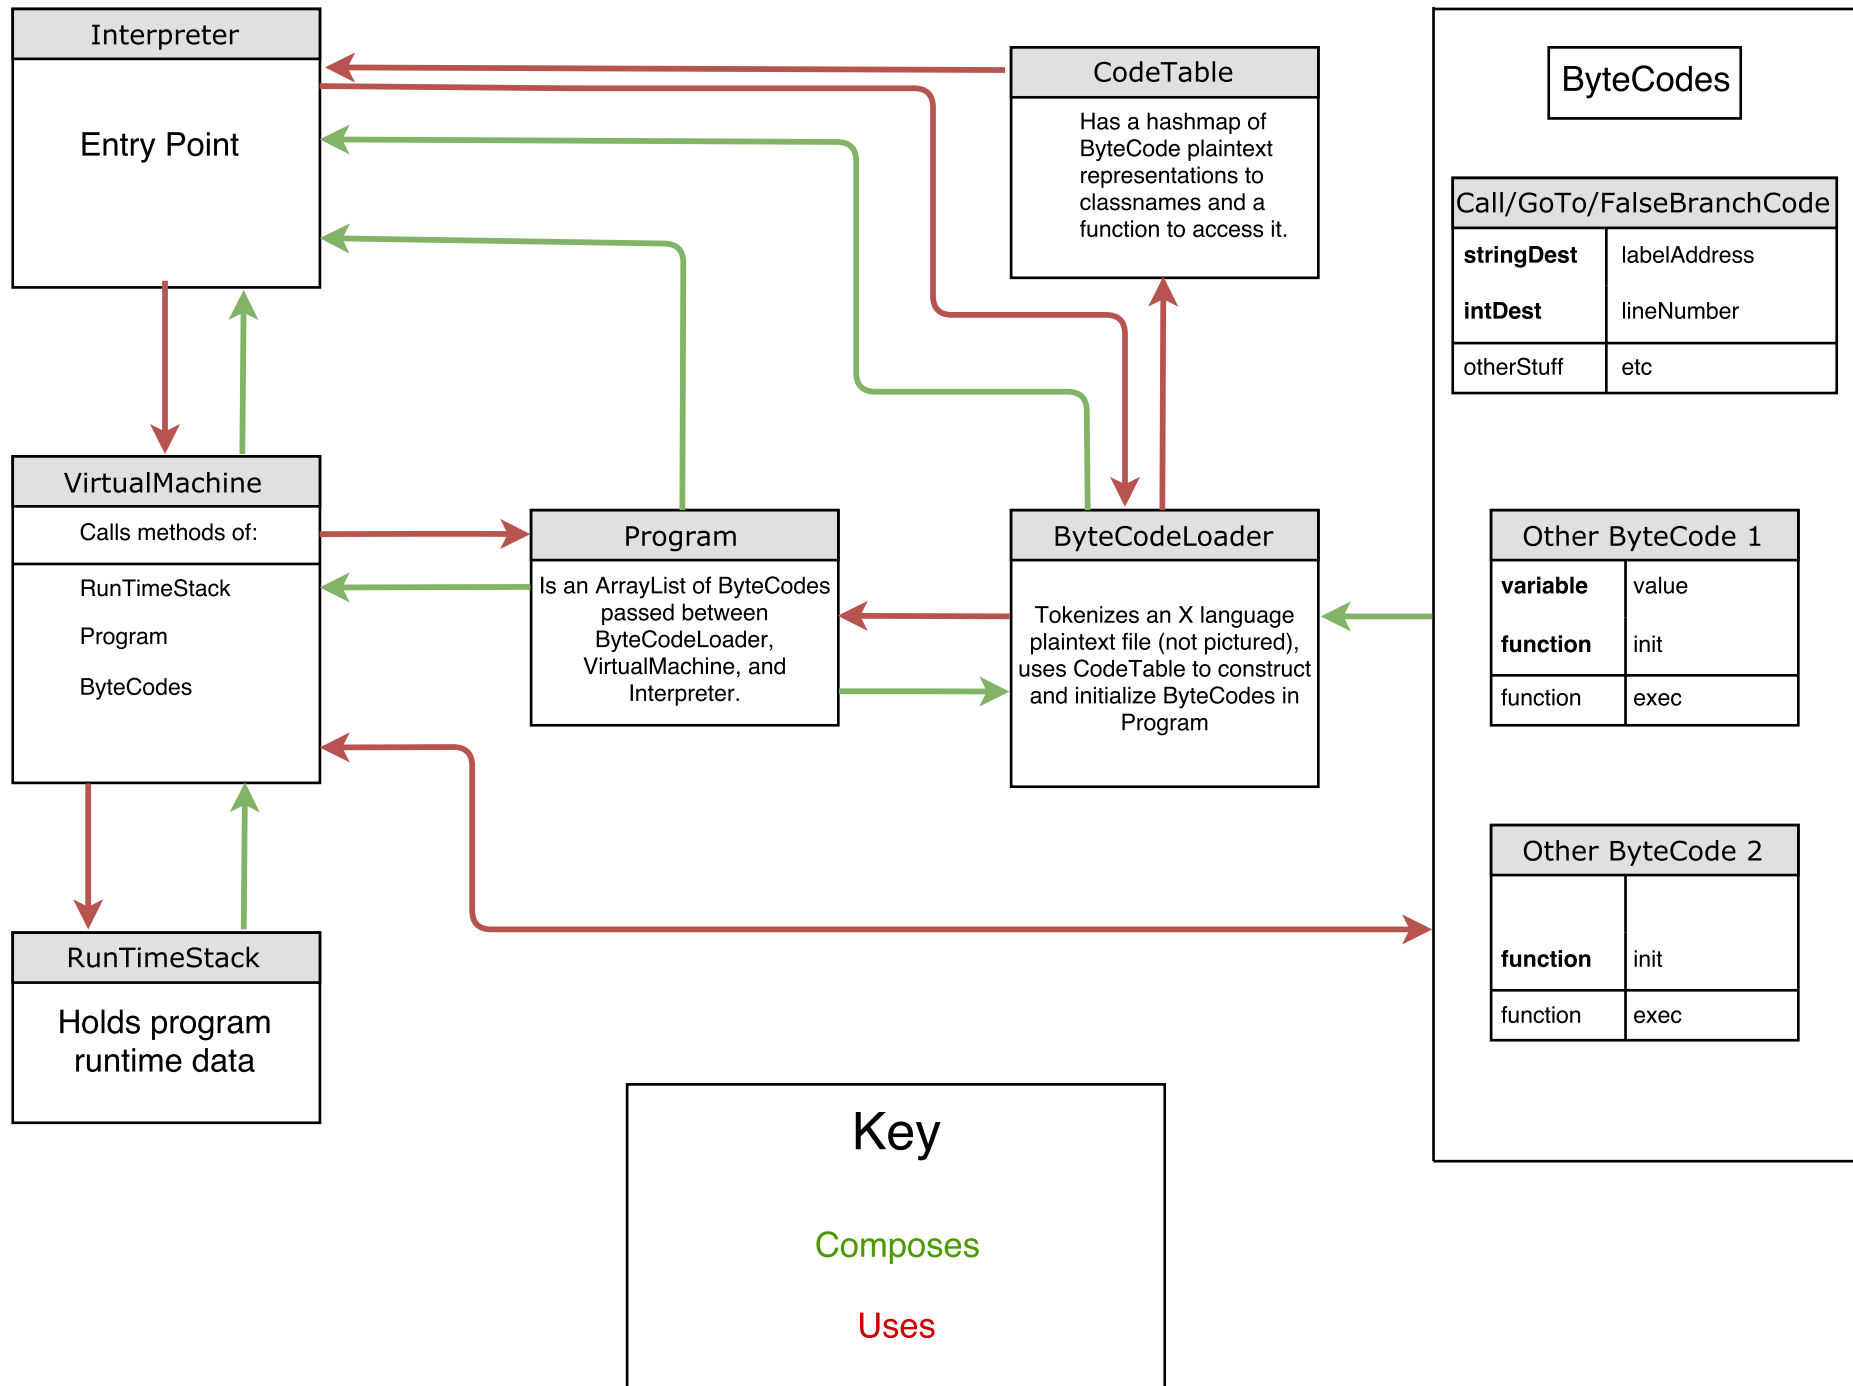 Interpreter
Entry Point
CodeTable
Has a hashmap of
ByteCode plaintext
representations to
classnames and a
function to access it.
ByteCodes
Call/GoTo/FalseBranchCode
stringDest labelAddress
intDest lineNumber
otherStuff etc
VirtualMachine
Calls methods of:
RunTimeStack
Program
ByteCodes
Program
Is an ArrayList of ByteCodes
passed between
ByteCodeLoader,
VirtualMachine, and
Interpreter.
ByteCodeLoader
Tokenizes an X language
plaintext file (not pictured),
uses CodeTable to construct
and initialize ByteCodes in
Program
Other ByteCode 1
variable value
function init
function exec
Other ByteCode 2
function init
function exec
RunTimeStack
Holds program
runtime data
Key
Composes
Uses